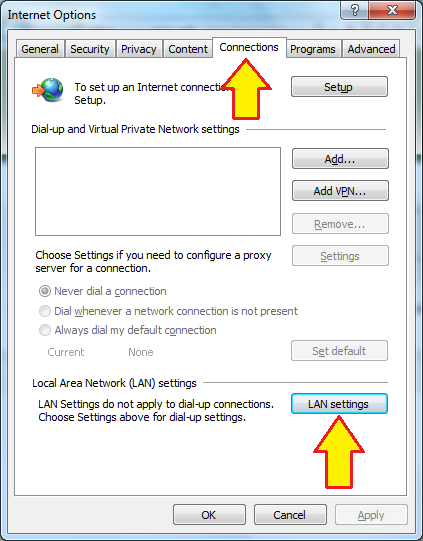 Internet Options
General Security Privacy Content Connections Programs Advanced
To set up an Internet connection
Setup.
Setup
Dial-up and Virtual Private Network settings
Add...
Add VPN...
Remove...
Choose Settings if you need to configure a proxy
server for a connection.
Settings
Never dial a connection
Dial whenever a network connection is not present
Always dial my default connection
Current None
Set default
Local Area Network (LAN) settings
LAN Settings do not apply to dial-up connections.
Choose Settings above for dial-up settings.
LAN settings
OK Cancel Apply